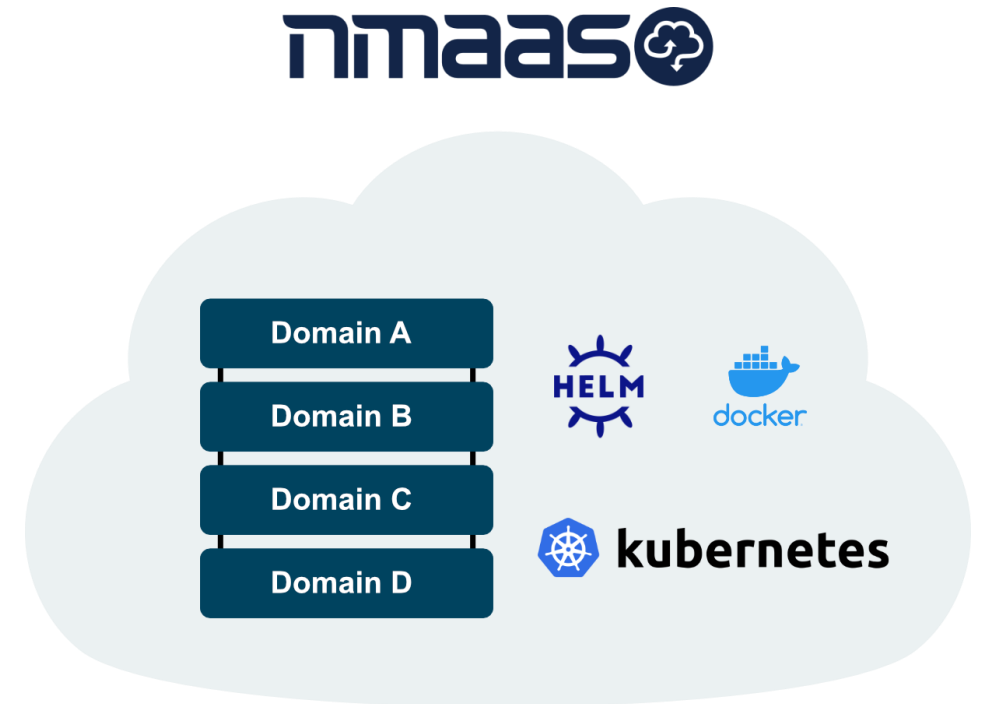 nmaas
Domain A
Domain B
Domain C
Domain D
HELM
docker
kubernetes